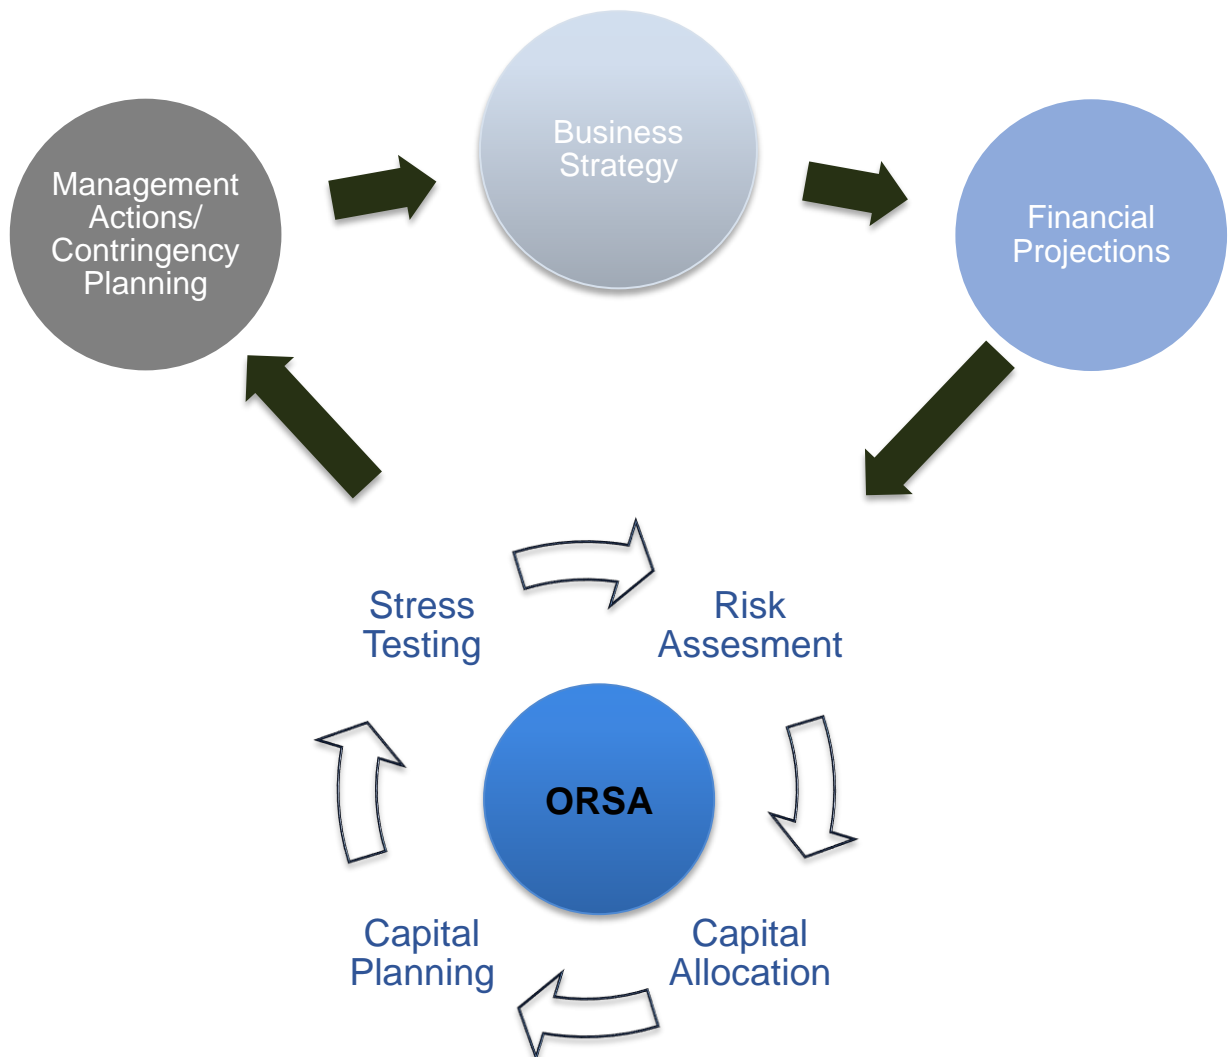 Business
Strategy
Management
Actions/
Contringency
Planning
Financial
Projections
Stress
Testing
Risk
Assesment
ORSA
Capital
Planning
Capital
Allocation